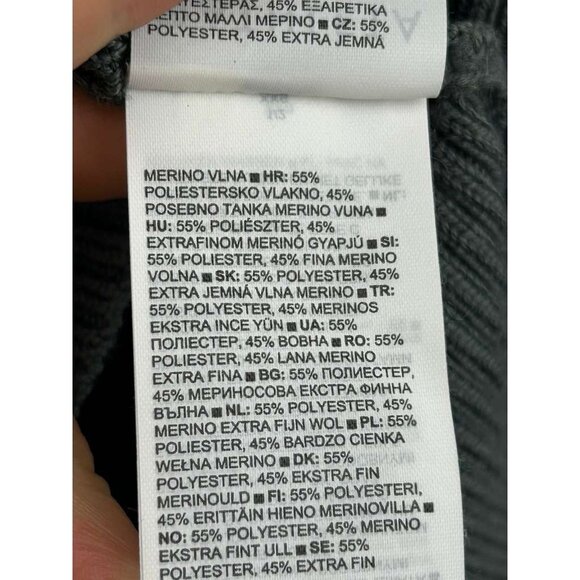 45% ΕΞΑΙΡΕΤΙΚΑ
ΛΕΠΤΟ ΜΑΛΛΙ ΜΕΡΙΝΟ ■ CZ: 55%
POLYESTER, 45% EXTRA JEMNÁ
MERINO VLNA ■ HR: 55%
POLIESTERSKO VLAKNO, 45%
POSEBNO TANKA MERINO VUNA ■
HU: 55% POLIÉSZTER, 45%
EXTRAFINOM MERINÓ GYAPJÚ ■ SI:
55% POLIESTER, 45% FINA MERINO
VOLNA ■ SK: 55% POLYESTER, 45%
EXTRA JEMNÁ VLNA MERINO ■ TR:
55% POLYESTER, 45% MERINOS
EKSTRA INCE YÜN ■ UA: 55%
ПОЛІЕСТЕР, 45% ВОВНА ■ RO: 55%
POLIESTER, 45% LANA MERINO
EXTRA FINA ■ BG: 55% ПОЛИЕСТЕР,
45% МЕРИНОСОВА ЕКСТРА ФИННА
ВЪЛНА ■ NL: 55% POLYESTER, 45%
MERINO EXTRA FIJN WOL ■ PL: 55%
POLIESTER, 45% BARDZO CIENKA
WEŁNA MERINO ■ DK: 55%
POLYESTER, 45% EKSTRA FIN
MERINOULD ■ FI: 55% POLYESTERI,
45% ERITTÄIN HIENO MERINOVILLA ■
NO: 55% POLYESTER, 45% MERINO
EKSTRA FINT ULL ■ SE: 55%
POLYESTER, 45% EKSTRA FIN